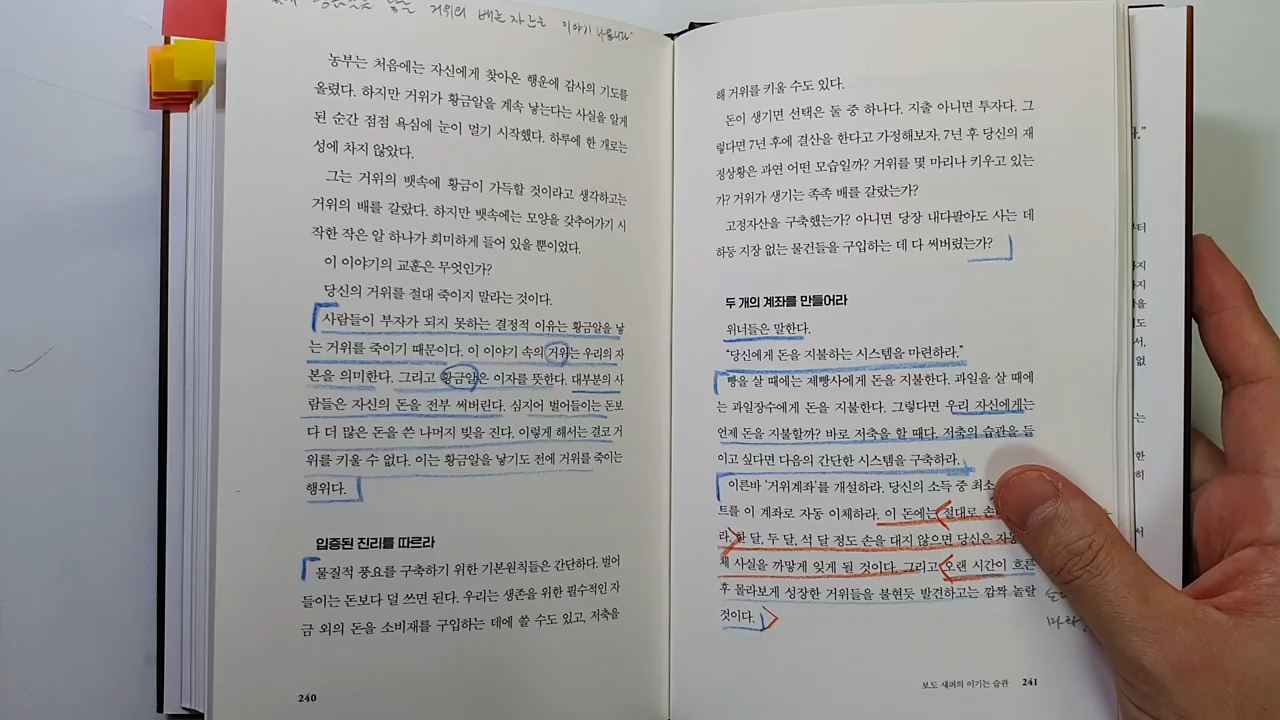 거위의 배를 자르는 이야기 나옵니다"
농부는 처음에는 자신에게 찾아온 행운에 감사의 기도를
올렸다. 하지만 거위가 황금알을 계속 낳는다는 사실을 알게
된 순간 점점 욕심에 눈이 멀기 시작했다. 하루에 한 개로는
성에 차지 않았다.
그는 거위의 뱃속에 황금이 가득할 것이라고 생각하고는
거위의 배를 갈랐다. 하지만 뱃속에는 모양을 갖추어가기 시
작한 작은 알 하나가 희미하게 들어 있을 뿐이었다.
이 이야기의 교훈은 무엇인가?
당신의 거위를 절대 죽이지 말라는 것이다.
사람들이 부자가 되지 못하는 결정적 이유는 황금알을 낳
는 거위를 죽이기 때문이다. 이 이야기 속의 거위는 우리의 자
본을 의미한다. 그리고 황금알은 이자를 뜻한다. 대부분의 사
람들은 자신의 돈을 전부 써버린다. 심지어 벌어들이는 돈보
다 더 많은 돈을 쓴 나머지 빚을 진다. 이렇게 해서는 결코 거
위를 키울 수 없다. 이는 황금알을 낳기도 전에 거위를 죽이는
행위다.
입증된 진리를 따르라
물질적 풍요를 구축하기 위한 기본원칙들은 간단하다. 벌어
들이는 돈보다 덜 쓰면 된다. 우리는 생존을 위한 필수적인 자
금 외의 돈을 소비재를 구입하는 데에 쓸 수도 있고, 저축을
240
해 거위를 키울 수도 있다.
돈이 생기면 선택은 둘 중 하나다. 지출 아니면 투자다. 그
렇다면 7년 후에 결산을 한다고 가정해보자. 7년 후 당신의 재
정상황은 과연 어떤 모습일까? 거위를 몇 마리나 키우고 있는
가? 거위가 생기는 족족 배를 갈랐는가?
고정자산을 구축했는가? 아니면 당장 내다팔아도 사는 데
하등 지장 없는 물건들을 구입하는 데 다 써버렸는가?
두 개의 계좌를 만들어라
위너들은 말한다.
"당신에게 돈을 지불하는 시스템을 마련하라."
빵을 살 때에는 제빵사에게 돈을 지불한다. 과일을 살 때에
는 과일장수에게 돈을 지불한다. 그렇다면 우리 자신에게는
언제 돈을 지불할까? 바로 저축을 할 때다. 저축의 습관을 들
이고 싶다면 다음의 간단한 시스템을 구축하라.
이른바 '거위계좌'를 개설하라. 당신의 소득 중 최소
트를 이 계좌로 자동 이체하라. 이 돈에는 절대로
라. 한 달, 두 달, 석 달 정도 손을 대지 않으면 당신은
체 사실을 까맣게 잊게 될 것이다. 그리고 오랜 시간이 흐른
후 몰라보게 성장한 거위들을 불현듯 발견하고는 깜짝 놀랄
것이다.
보도 섀퍼의 이기는 습관 241